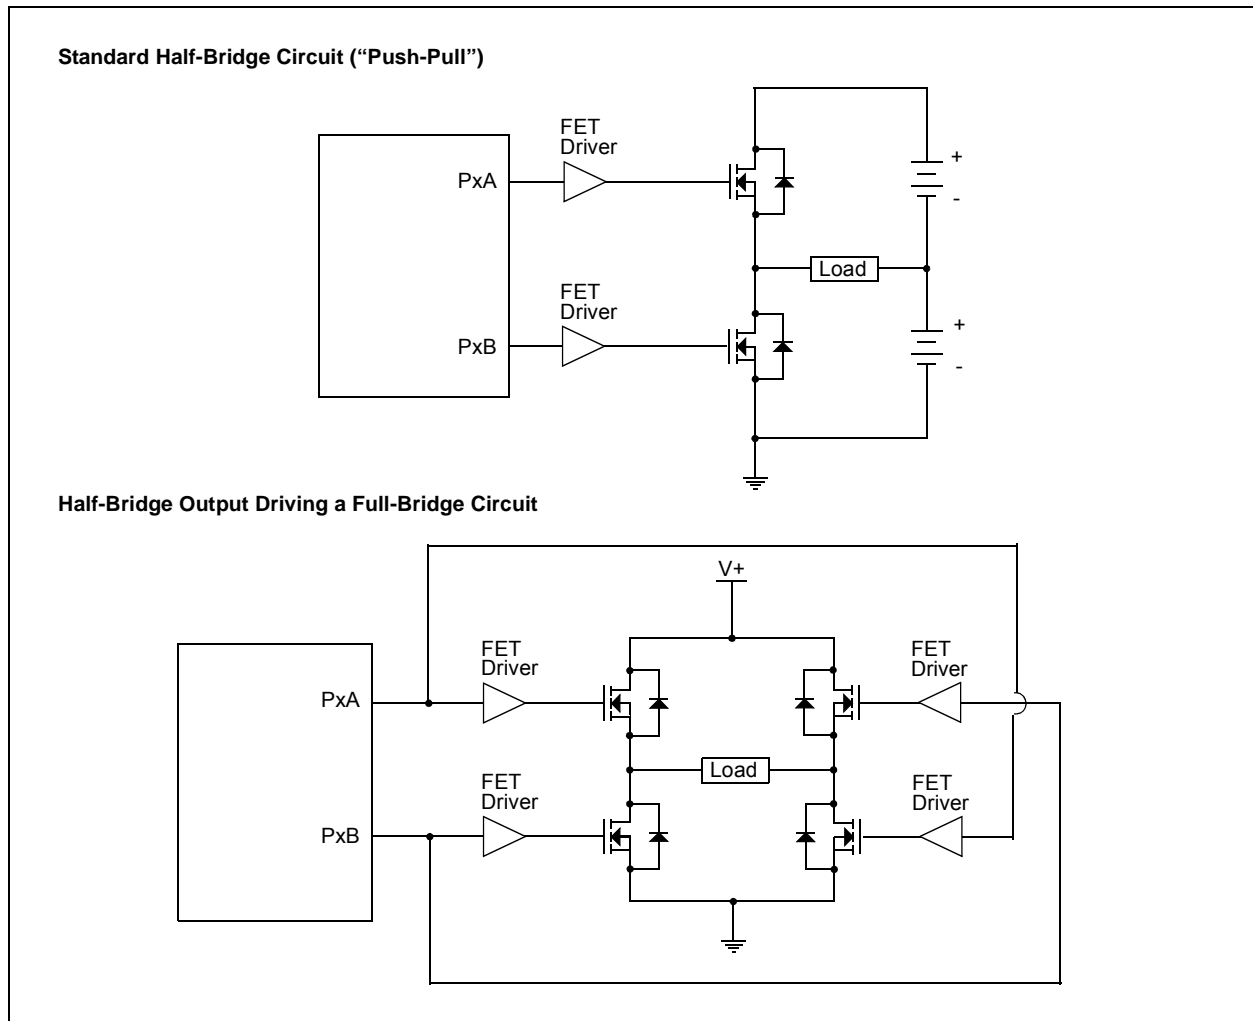 Standard Half-Bridge Circuit (“Push-Pull”)
FET
Driver
PxA
+
-
Load
FET
Driver
PxB
+
-
Half-Bridge Output Driving a Full-Bridge Circuit
V+
FET
Driver
FET
Driver
PxA
Load
FET
Driver
FET
Driver
PxB